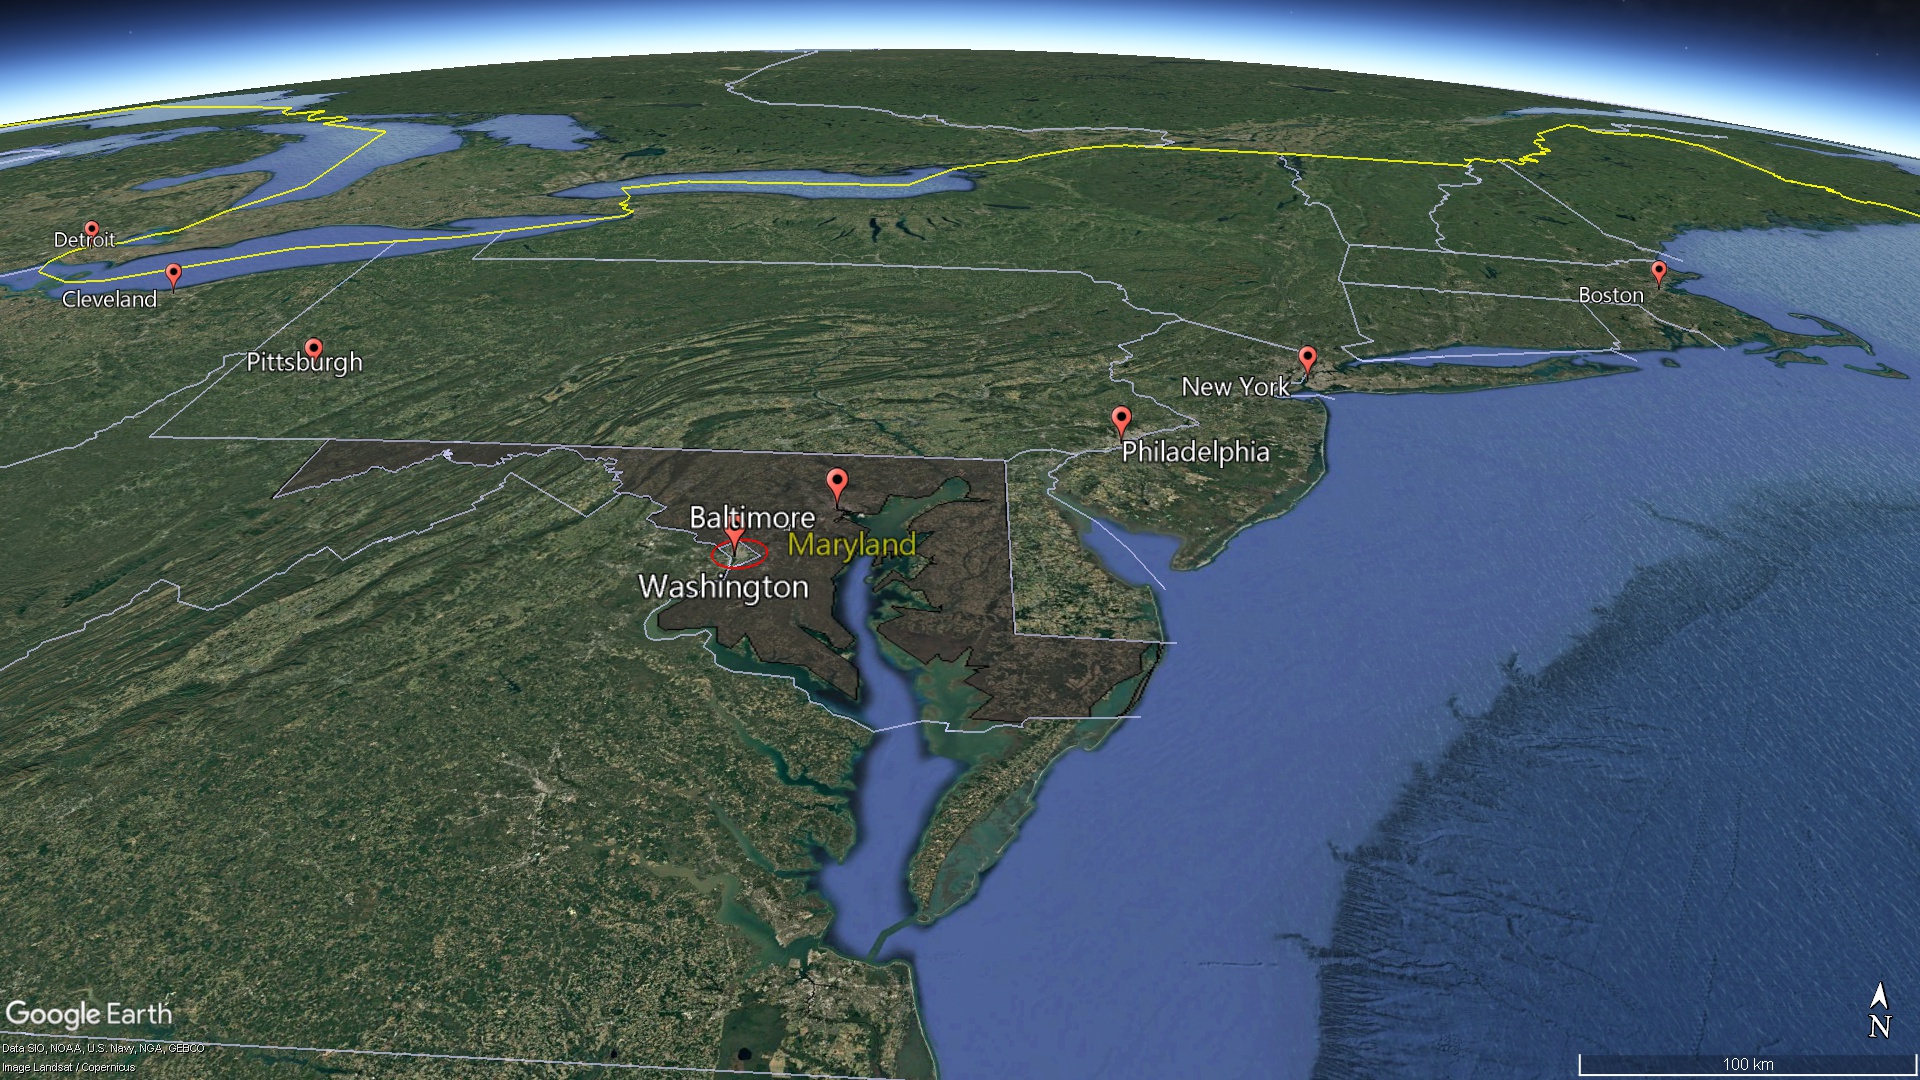 Detroit
Cleveland
Pittsburgh
Boston
New York
Philadelphia
Baltimore
Maryland
Washington
Google Earth
Data SIO, NOAA, U.S. Navy, NGA, GEBCO
Image Landsat / Copernicus
N
100 km